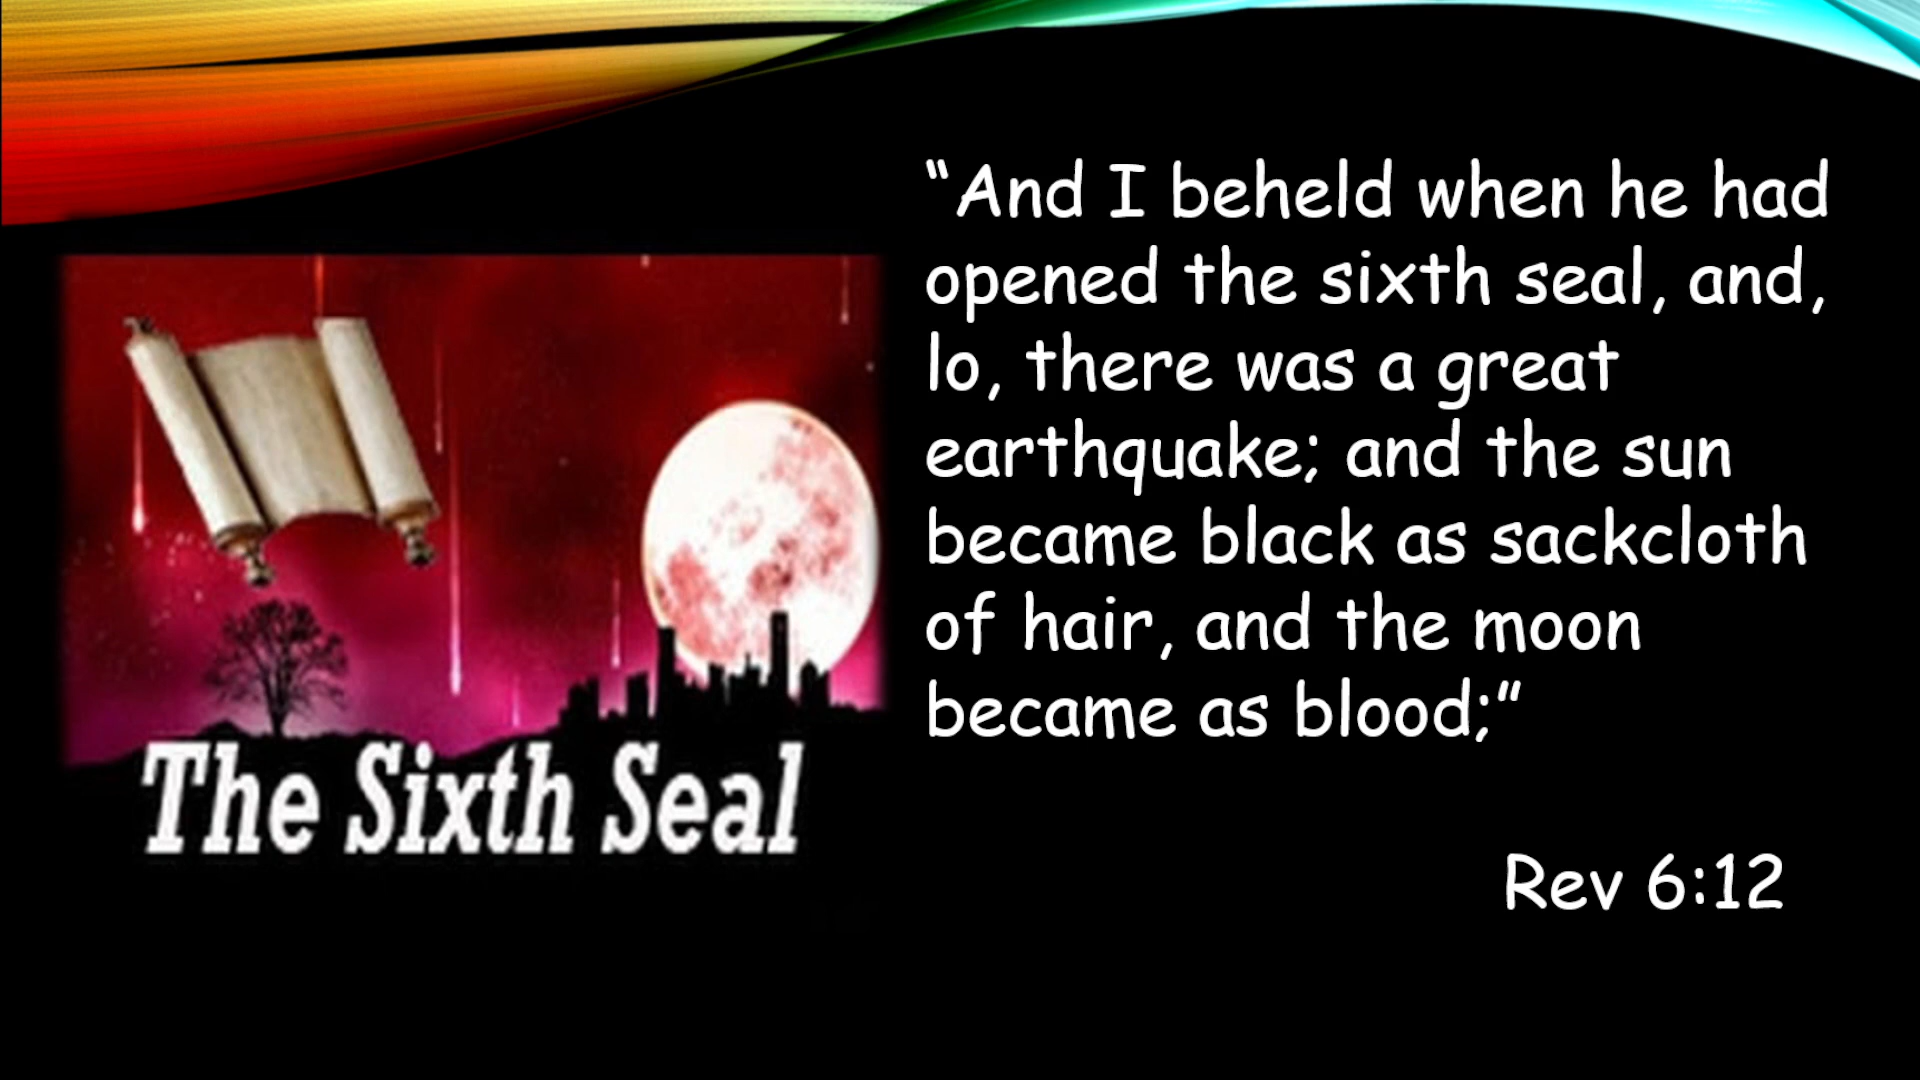 “And I beheld when he had
opened the sixth seal, and,
lo, there was a great
earthquake; and the sun
became black as sackcloth
of hair, and the moon
became as blood;”
Rev 6:12
The Sixth Seal